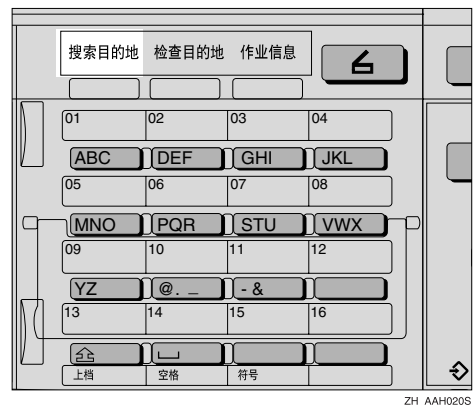 搜索目的地 检查目的地 作业信息
01 02 03 04
ABC DEF GHI JKL
05 06 07 08
MNO PQR STU VWX
09 10 11 12
YZ @. _ - &
13 14 15 16
上档 空格 符号
ZH AAH020S